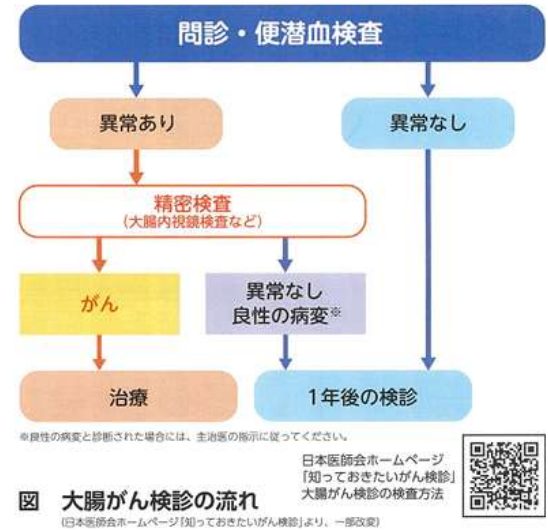 問診・便潜血検査
異常あり
異常なし
精密検査
(大腸内視鏡検査など)
がん
異常なし
良性の病変※
治療
1年後の検診
※良性の病変と診断された場合には、主治医の指示に従ってください。
日本医師会ホームページ
「知っておきたいがん検診」
大腸がん検診の検査方法
図 大腸がん検診の流れ
(日本医師会ホームページ「知っておきたいがん検診」より、一部改変)